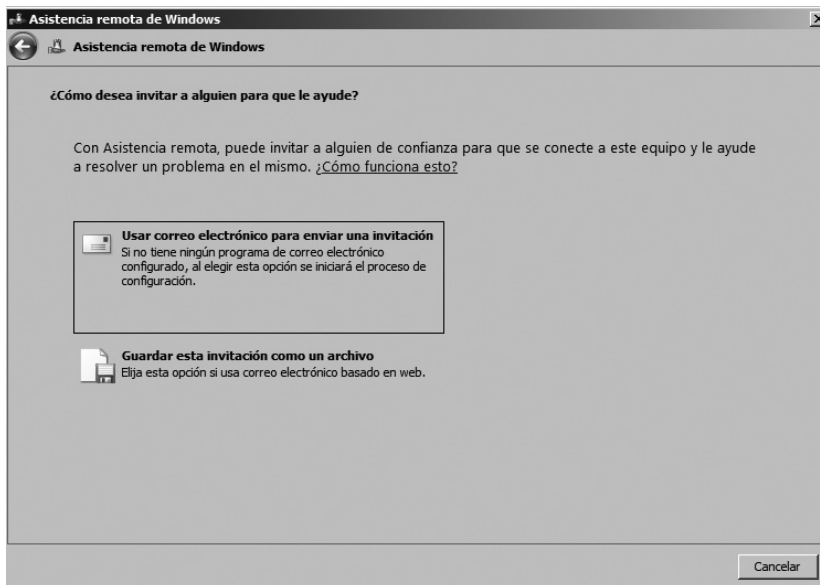 Asistencia remota de Windows
Asistencia remota de Windows
¿Cómo desea invitar a alguien para que le ayude?
Con Asistencia remota, puede invitar a alguien de confianza para que se conecte a este equipo y le ayude
a resolver un problema en el mismo. ¿Cómo funciona esto?
Usar correo electrónico para enviar una invitación
Si no tiene ningún programa de correo electrónico
configurado, al elegir esta opción se iniciará el proceso de
configuración.
Guardar esta invitación como un archivo
Elija esta opción si usa correo electrónico basado en web.
Cancelar